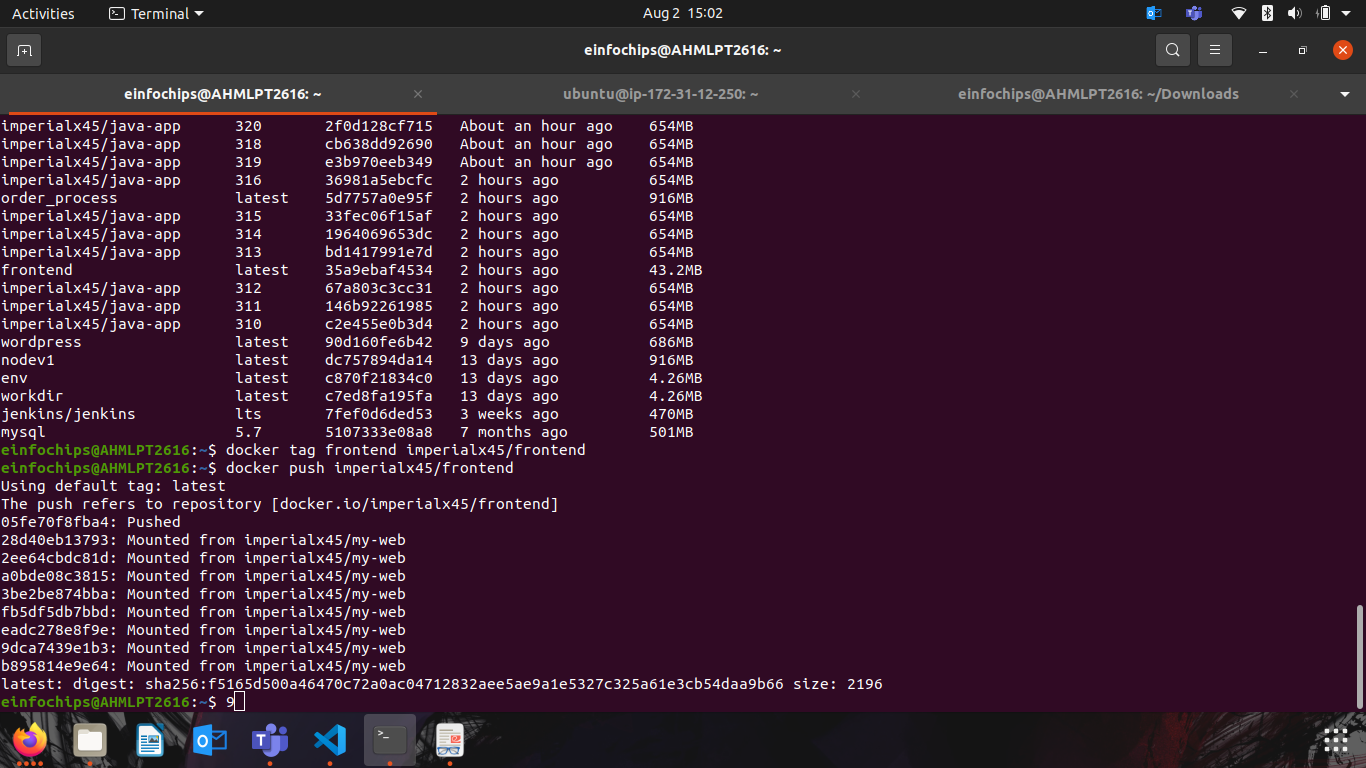 Activities Terminal Aug 2 15:02
einfochips@AHMLPT2616: ~
einfochips@AHMLPT2616: ~ ubuntu@ip-172-31-12-250: ~ einfochips@AHMLPT2616: ~/Downloads
imperialx45/java-app 320 2f0d128cf715 About an hour ago 654MB
imperialx45/java-app 318 cb638dd92690 About an hour ago 654MB
imperialx45/java-app 319 e3b970eeb349 About an hour ago 654MB
imperialx45/java-app 316 36981a5ebcfc 2 hours ago 654MB
order_process latest 5d7757a0e95f 2 hours ago 916MB
imperialx45/java-app 315 33fec06f15af 2 hours ago 654MB
imperialx45/java-app 314 1964069653dc 2 hours ago 654MB
imperialx45/java-app 313 bd1417991e7d 2 hours ago 654MB
frontend latest 35a9ebaf4534 2 hours ago 43.2MB
imperialx45/java-app 312 67a803c3cc31 2 hours ago 654MB
imperialx45/java-app 311 146b92261985 2 hours ago 654MB
imperialx45/java-app 310 c2e455e0b3d4 2 hours ago 654MB
wordpress latest 90d160fe6b42 9 days ago 686MB
nodev1 latest dc757894da14 13 days ago 916MB
env latest c870f21834c0 13 days ago 4.26MB
workdir latest c7ed8fa195fa 13 days ago 4.26MB
jenkins/jenkins lts 7fef0d6ded53 3 weeks ago 470MB
mysql 5.7 5107333e08a8 7 months ago 501MB
einfochips@AHMLPT2616:~$ docker tag frontend imperialx45/frontend
einfochips@AHMLPT2616:~$ docker push imperialx45/frontend
Using default tag: latest
The push refers to repository [docker.io/imperialx45/frontend]
05fe70f8fba4: Pushed
28d40eb13793: Mounted from imperialx45/my-web
2ee64cbdc81d: Mounted from imperialx45/my-web
a0bde08c3815: Mounted from imperialx45/my-web
3be2be874bba: Mounted from imperialx45/my-web
fb5df5db7bbd: Mounted from imperialx45/my-web
eadc278e8f9e: Mounted from imperialx45/my-web
9dca7439e1b3: Mounted from imperialx45/my-web
b895814e9e64: Mounted from imperialx45/my-web
latest: digest: sha256:f5165d500a46470c72a0ac04712832aee5ae9a1e5327c325a61e3cb54daa9b66 size: 2196
einfochips@AHMLPT2616:~$ 9